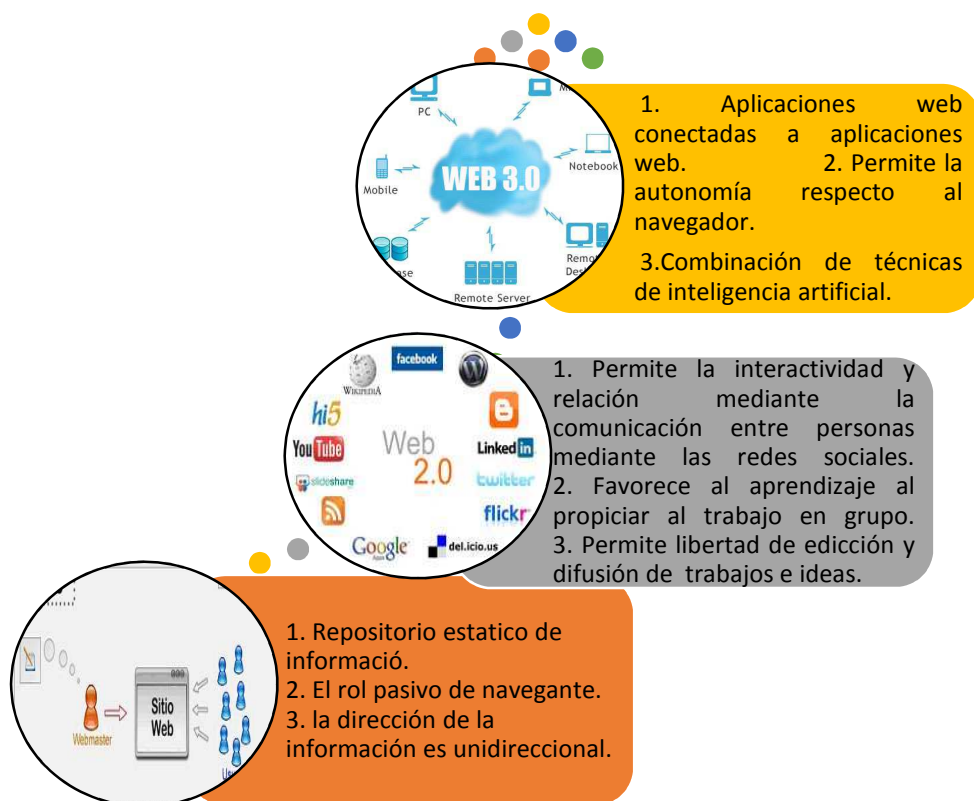 M
PC
Notebook
WEB 3.0
Mobile
ase
Remo
Des
Remote Server
1. Aplicaciones web
conectadas a aplicaciones
web. 2. Permite la
autonomía respecto al
navegador.
3.Combinación de técnicas
de inteligencia artificial.
facebook
WIKIPEDIA
hi5
YouTube
Web
2.0
LinkedIn
slideshare
twitter
flickr
Google
del.icio.us
1. Permite la interactividad y
relación mediante la
comunicación entre personas
mediante las redes sociales.
2. Favorece al aprendizaje al
propiciar al trabajo en grupo.
3. Permite libertad de edicción y
difusión de trabajos e ideas.
Sitio
Web
Webmaster
Us
1. Repositorio estatico de
informació.
2. El rol pasivo de navegante.
3. la dirección de la
información es unidireccional.